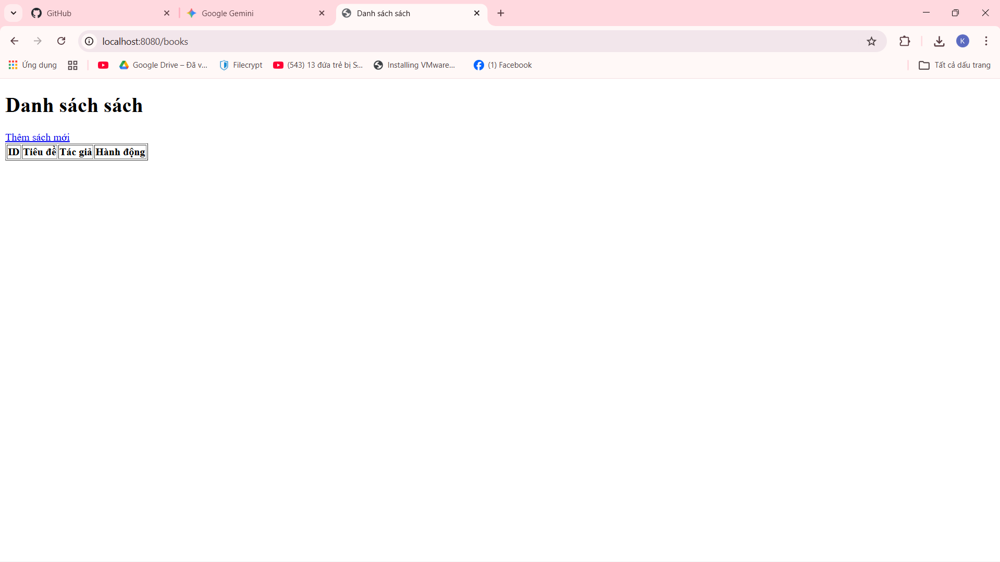 GitHub
Google Gemini
Danh sách sách
localhost:8080/books
K
Ứng dụng
Google Drive – Đã v...
Filecrypt
(543) 13 đứa trẻ bị S...
Installing VMware...
(1) Facebook
Tất cả dấu trang
Danh sách sách
Thêm sách mới
ID Tiêu đề Tác giả Hành động